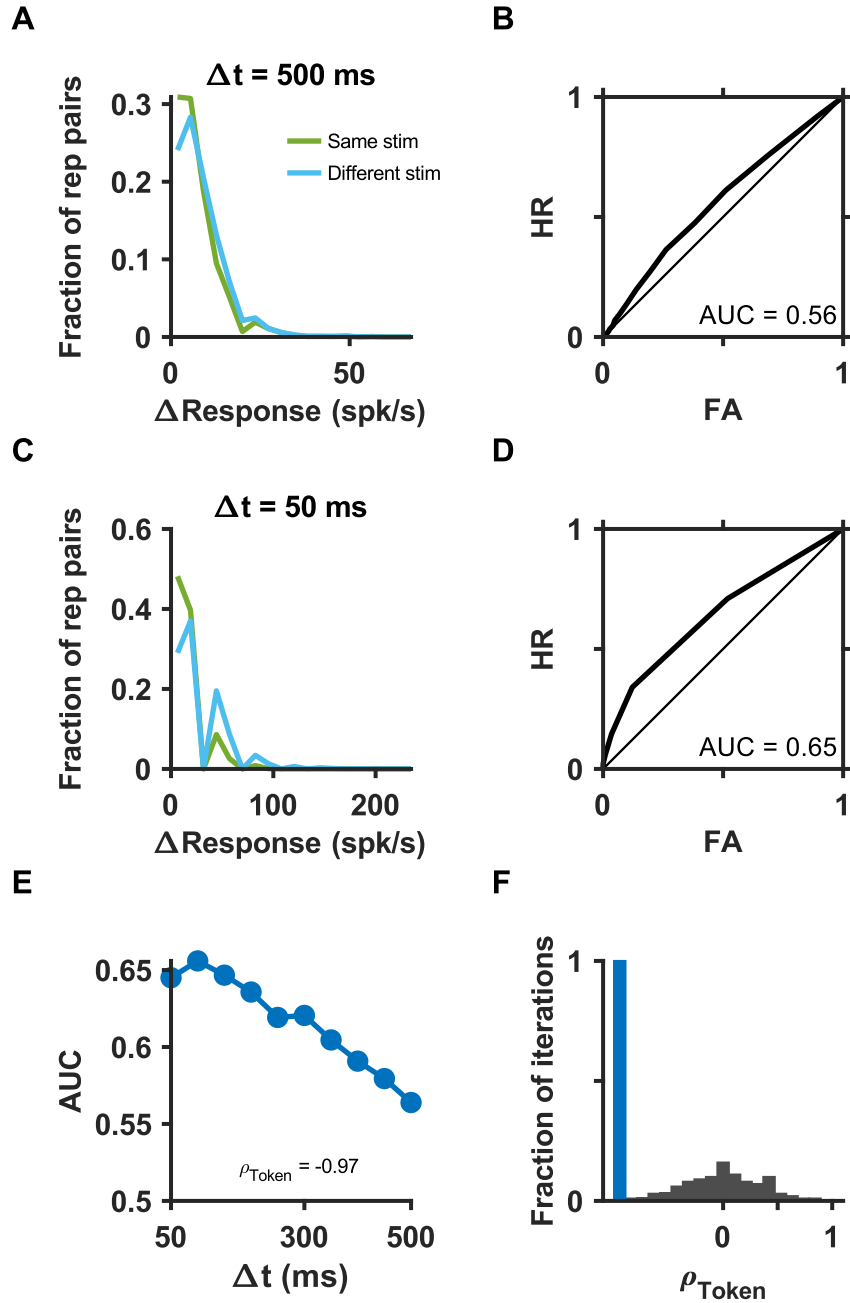 A
Δt = 500 ms
Fraction of rep pairs
0.3
0.2
0.1
0
Same stim
Different stim
0
50
ΔResponse (spk/s)
B
1
HR
0
AUC = 0.56
0
1
FA
C
Δt = 50 ms
Fraction of rep pairs
0.6
0.4
0.2
0
0
100
200
ΔResponse (spk/s)
D
1
HR
0
AUC = 0.65
0
1
FA
E
AUC
0.65
0.6
0.55
0.5
ρToken = -0.97
50
300
500
Δt (ms)
F
Fraction of iterations
1
0
0
1
ρToken